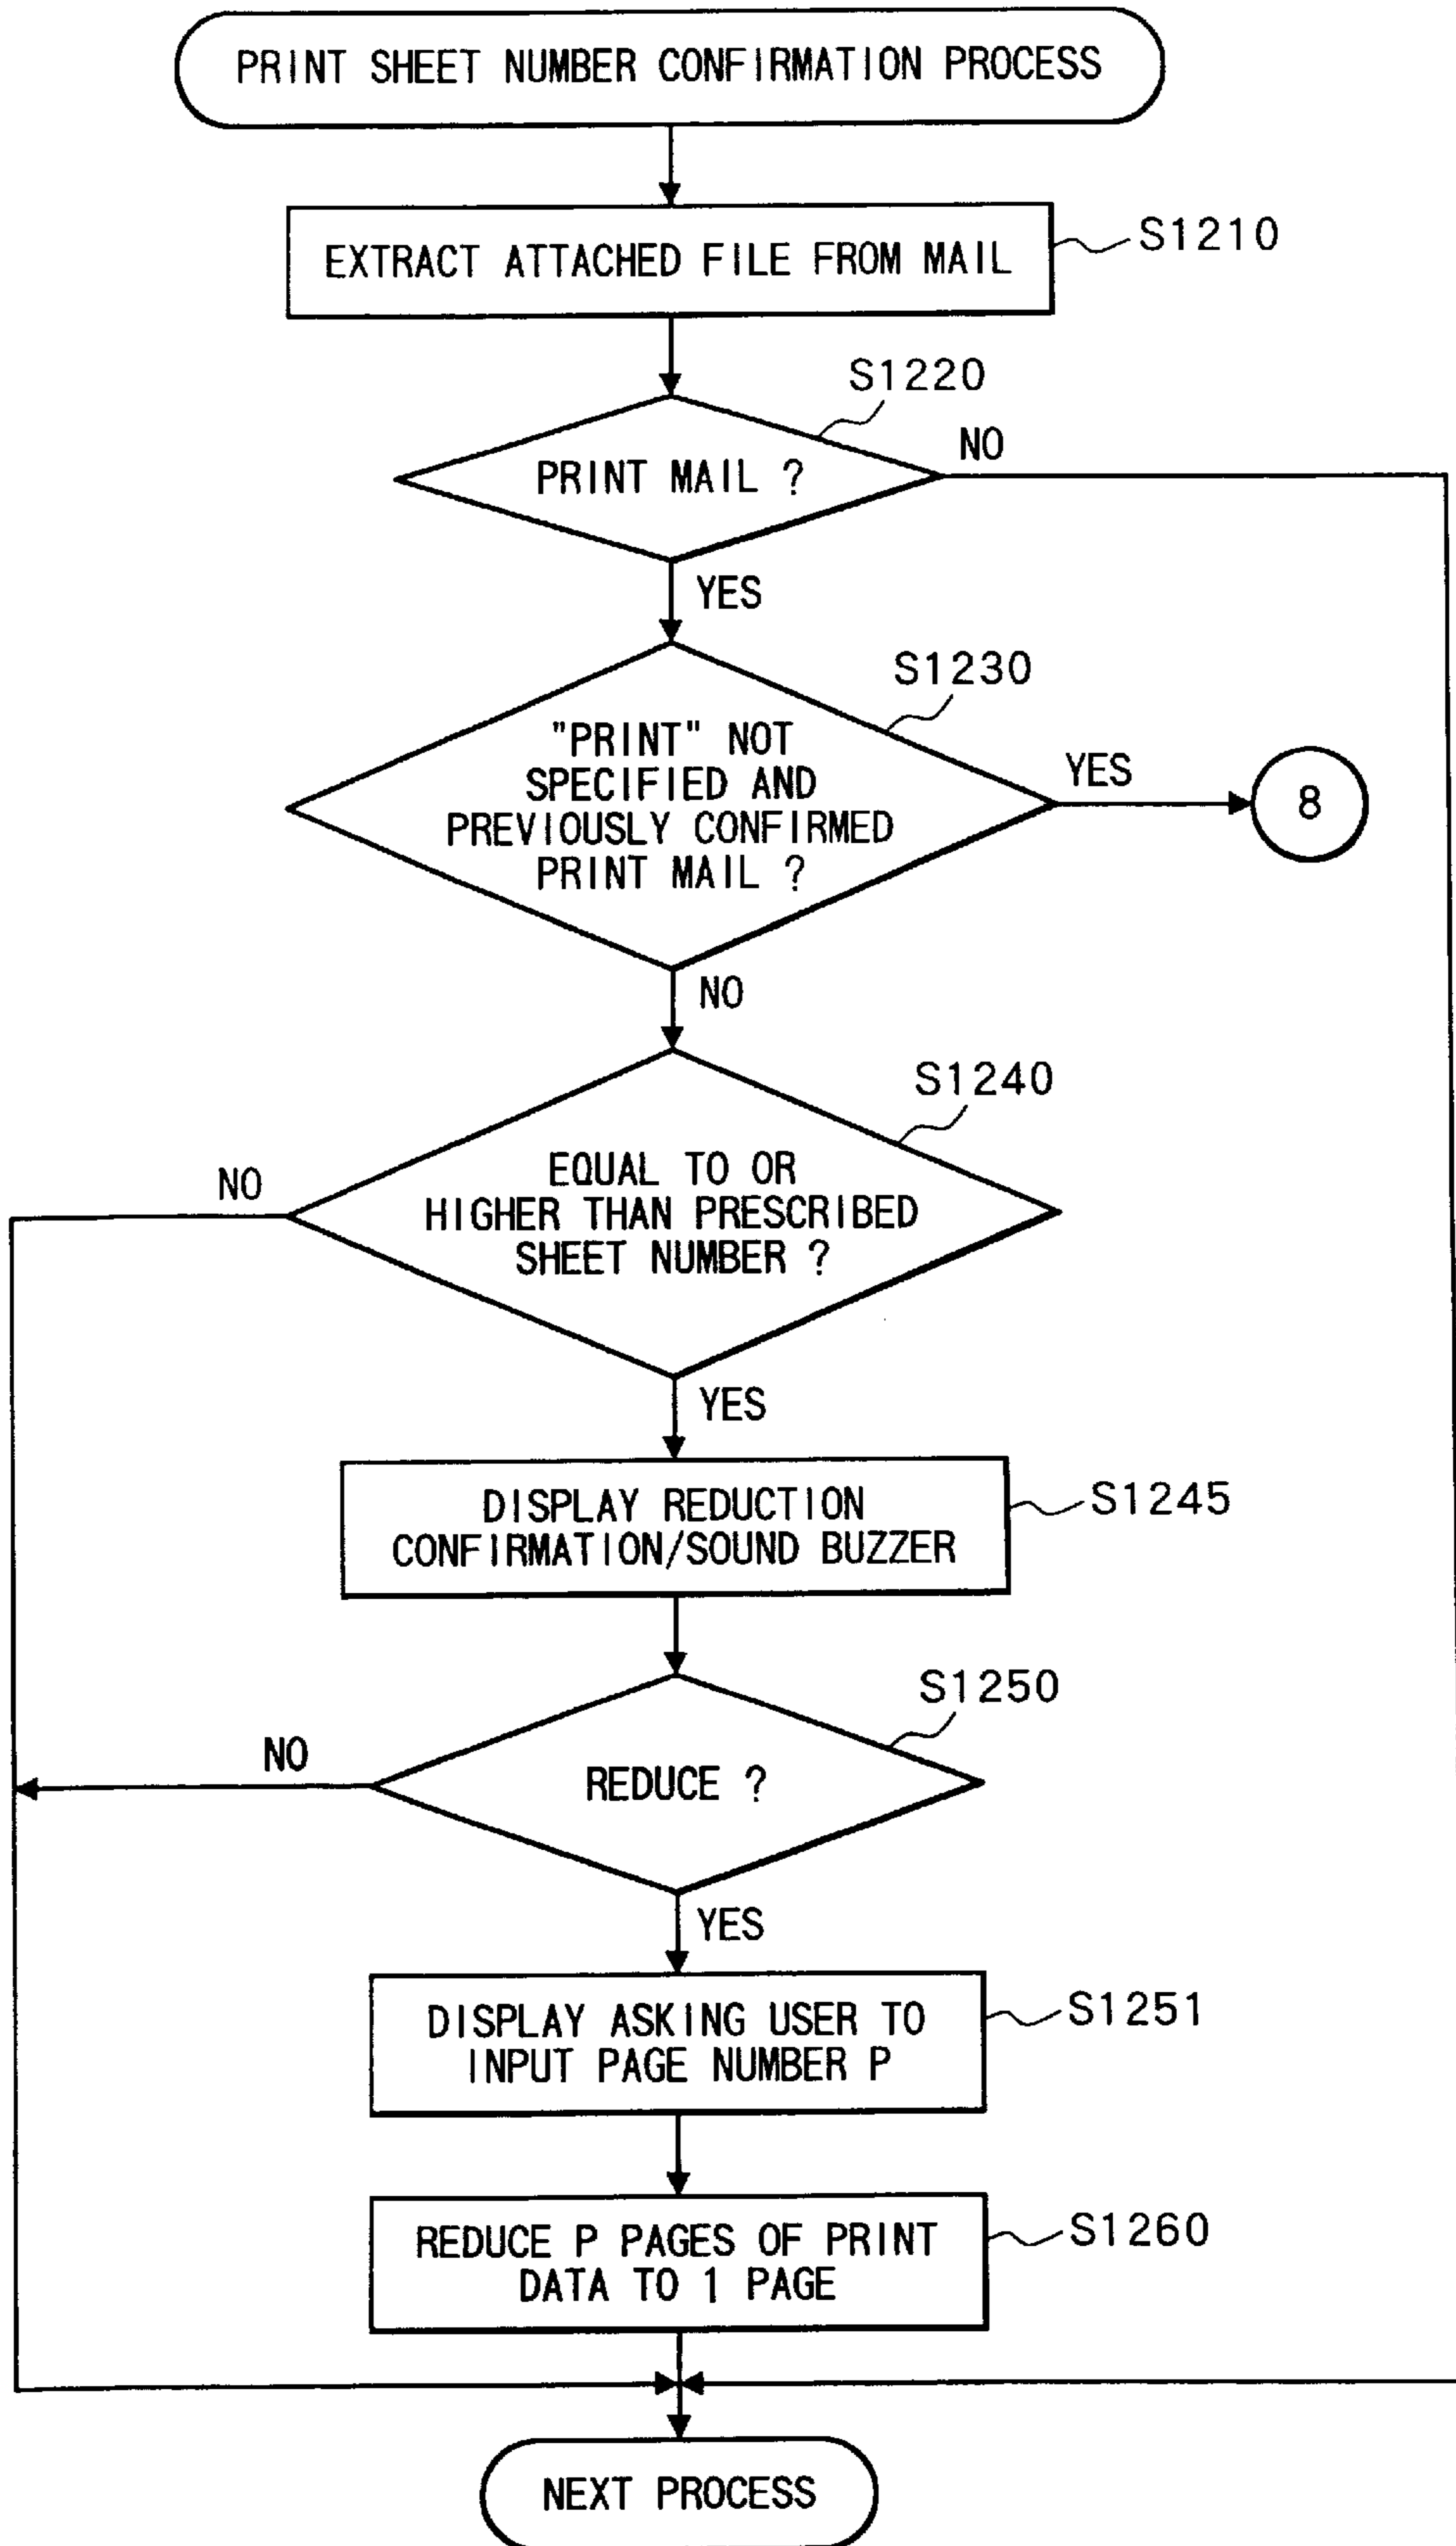 PRINT SHEET NUMBER CONFIRMATION PROCESS
EXTRACT ATTACHED FILE FROM MAIL
S1210
S1220
PRINT MAIL ?
NO
YES
S1230
"PRINT" NOT
SPECIFIED AND
PREVIOUSLY CONFIRMED
PRINT MAIL ?
YES
8
NO
S1240
EQUAL TO OR
HIGHER THAN PRESCRIBED
SHEET NUMBER ?
NO
YES
DISPLAY REDUCTION
CONFIRMATION/SOUND BUZZER
S1245
S1250
REDUCE ?
NO
YES
DISPLAY ASKING USER TO
INPUT PAGE NUMBER P
S1251
REDUCE P PAGES OF PRINT
DATA TO 1 PAGE
S1260
NEXT PROCESS